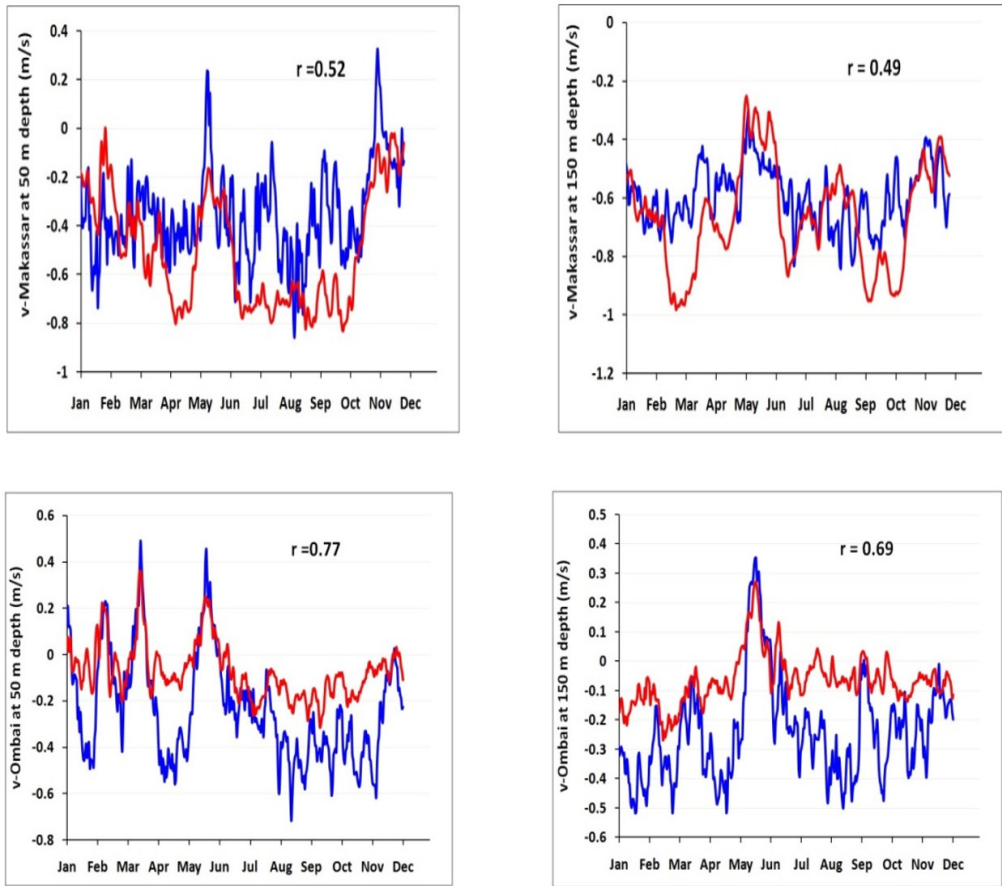 v-Makassar at 50 m depth (m/s)
0.4
0.2
0
-0.2
-0.4
-0.6
-0.8
-1
r =0.52
Jan Feb Mar Apr May Jun Jul Aug Sep Oct Nov Dec
v-Makassar at 150 m depth (m/s)
0
-0.2
-0.4
-0.6
-0.8
-1
-1.2
r = 0.49
Jan Feb Mar Apr May Jun Jul Aug Sep Oct Nov Dec
v-Ombai at 50 m depth (m/s)
0.6
0.4
0.2
0
-0.2
-0.4
-0.6
-0.8
r =0.77
Jan Feb Mar Apr May Jun Jul Aug Sep Oct Nov Dec
v-Ombai at 150 m depth (m/s)
0.5
0.4
0.3
0.2
0.1
0
-0.1
-0.2
-0.3
-0.4
-0.5
-0.6
r = 0.69
Jan Feb Mar Apr May Jun Jul Aug Sep Oct Nov Dec